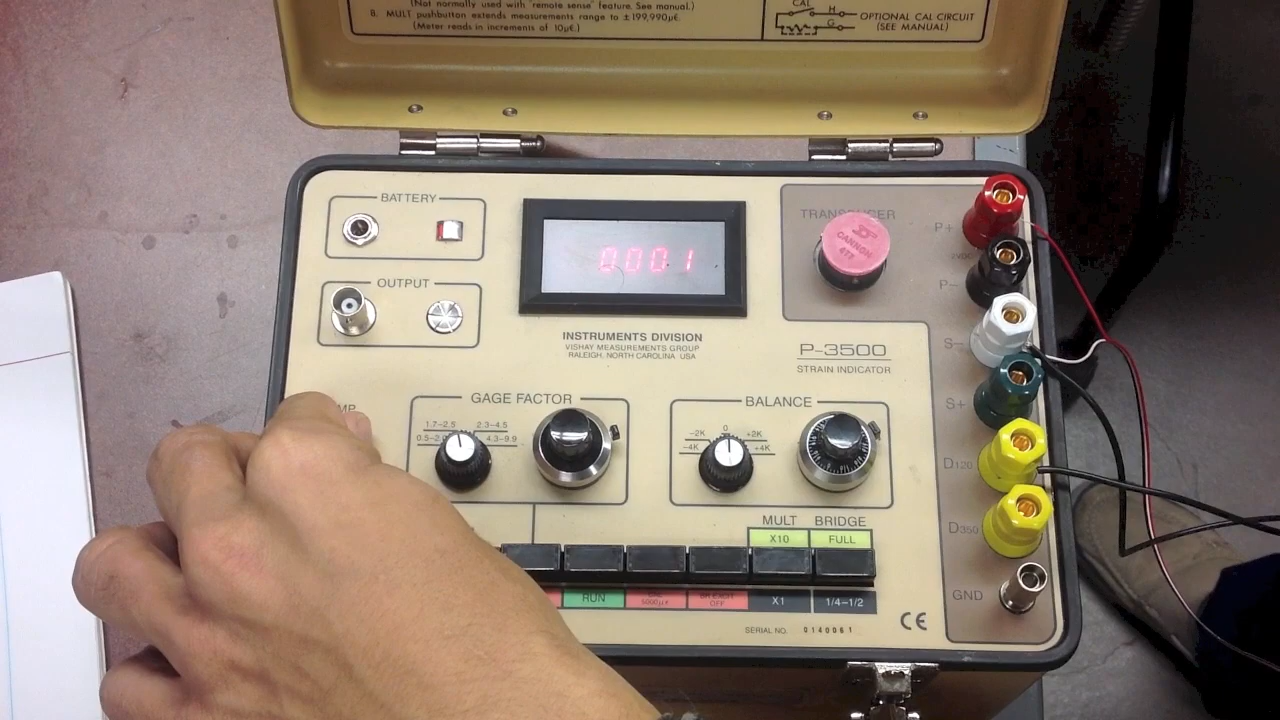 (Not normally used with "remote sense" feature. See manual.)
8. MULT pushbutton extends measurements range to ±199,990µε.
(Meter reads in increments of 10µε.)
CAL
H
G
OPTIONAL CAL CIRCUIT
(SEE MANUAL)
BATTERY
OUTPUT
0001
INSTRUMENTS DIVISION
VISHAY MEASUREMENTS GROUP
RALEIGH, NORTH CAROLINA USA
TRANSDUCER
CANNON
P-3500
STRAIN INDICATOR
P+
P-
S-
S+
D120
D350
GND
GAGE FACTOR
1.7-2.5 2.3-4.5
4.3-9.9
BALANCE
-2K 0 +2K
-4K +4K
MULT BRIDGE
X10 FULL
RUN
X1 1/4-1/2
SERIAL NO. 0140061
CE